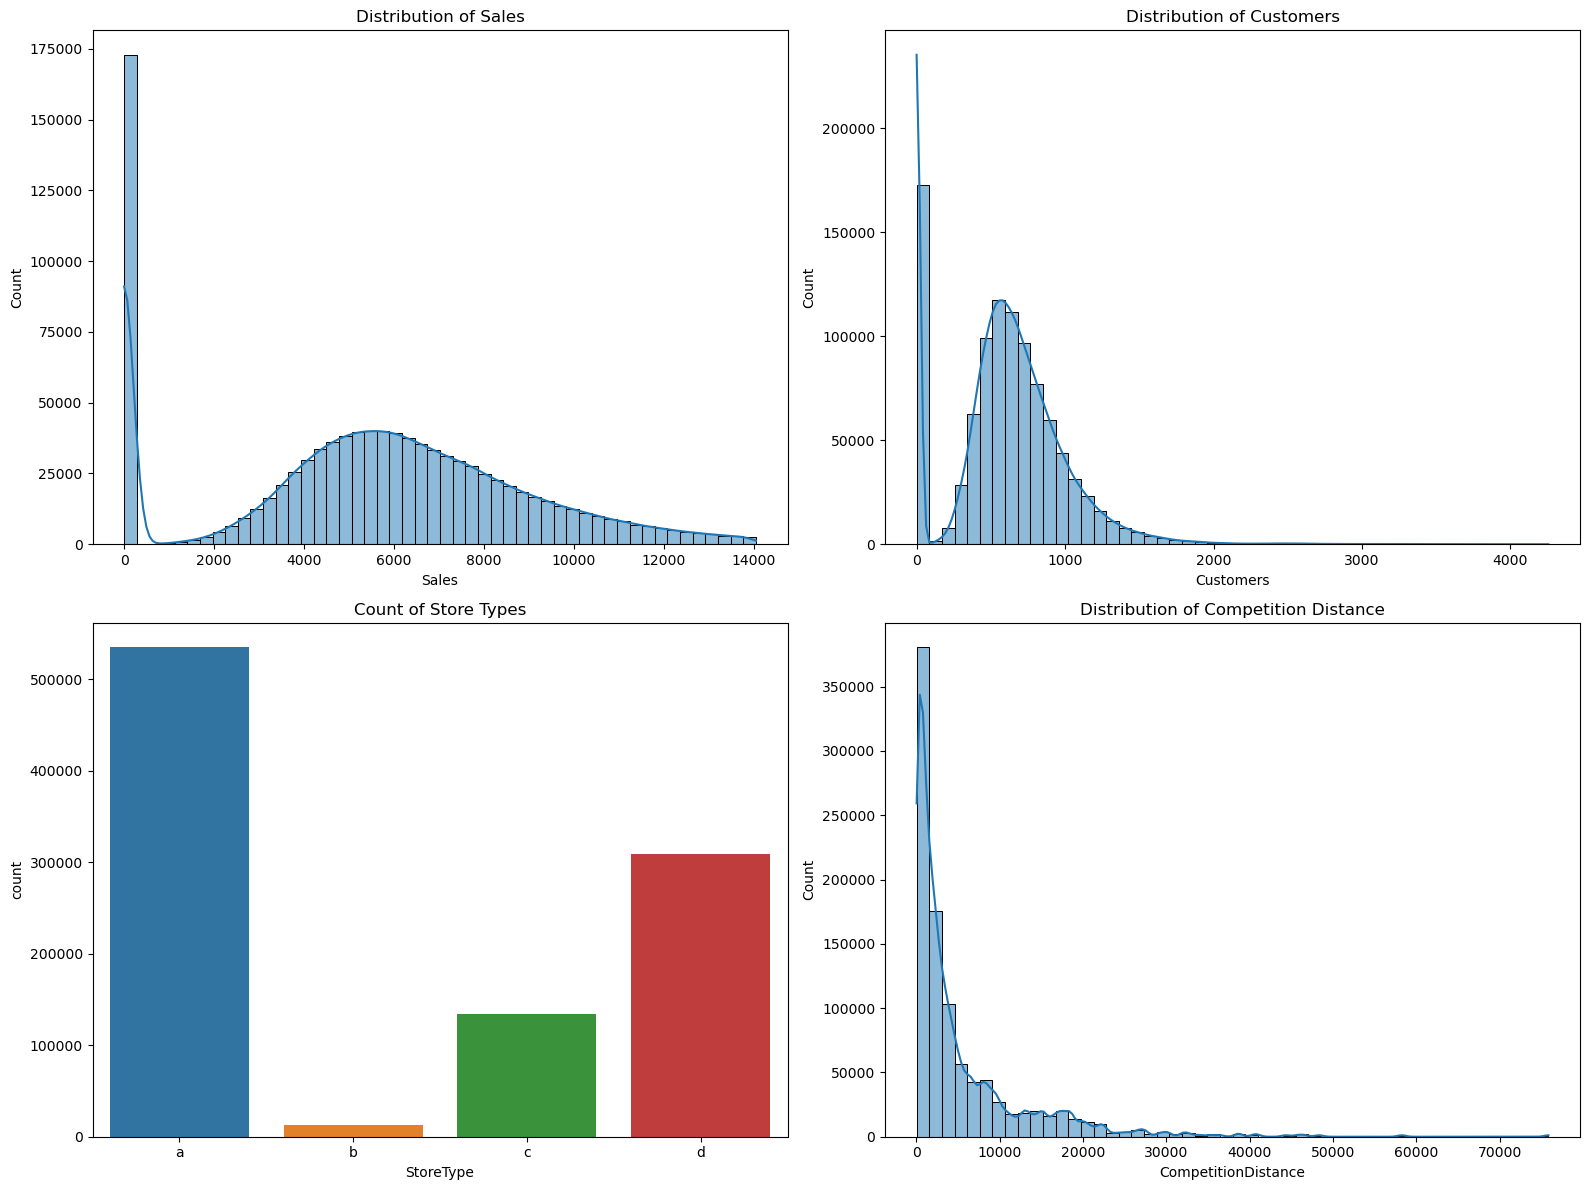 Distribution of Sales
175000
150000
125000
100000
75000
50000
25000
0
Count
0 2000 4000 6000 8000 10000 12000 14000
Sales
Distribution of Customers
200000
150000
100000
50000
0
Count
0 1000 2000 3000 4000
Customers
Count of Store Types
500000
400000
300000
200000
100000
0
count
a b c d
StoreType
Distribution of Competition Distance
350000
300000
250000
200000
150000
100000
50000
0
Count
0 10000 20000 30000 40000 50000 60000 70000
CompetitionDistance